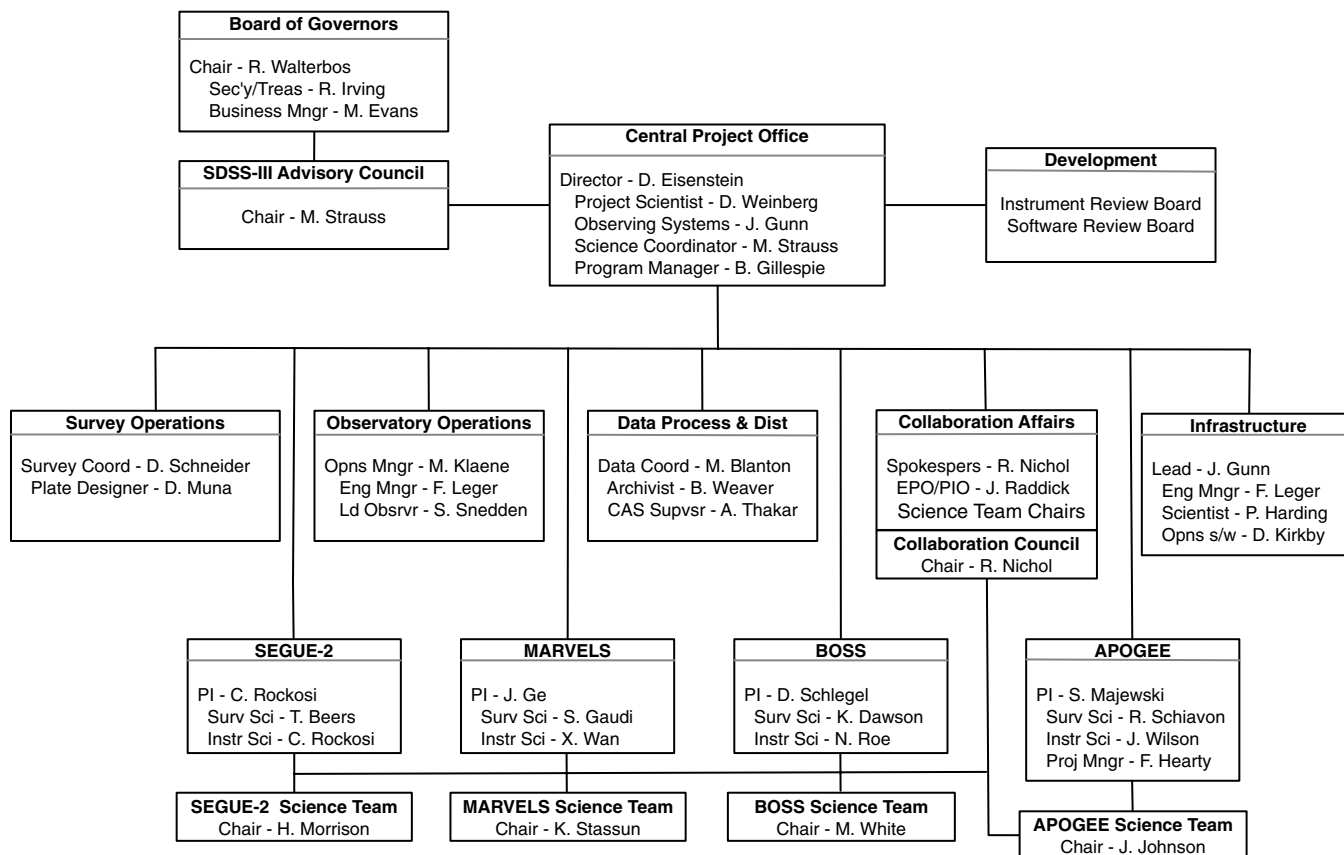 Board of Governors
Chair - R. Walterbos
Sec'y/Treas - R. Irving
Business Mngr - M. Evans
SDSS-III Advisory Council
Chair - M. Strauss
Central Project Office
Director - D. Eisenstein
Project Scientist - D. Weinberg
Observing Systems - J. Gunn
Science Coordinator - M. Strauss
Program Manager - B. Gillespie
Development
Instrument Review Board
Software Review Board
Survey Operations
Survey Coord - D. Schneider
Plate Designer - D. Muna
Observatory Operations
Opns Mngr - M. Klaene
Eng Mngr - F. Leger
Ld Obsrvr - S. Snedden
Data Process & Dist
Data Coord - M. Blanton
Archivist - B. Weaver
CAS Supvsr - A. Thakar
Collaboration Affairs
Spokespers - R. Nichol
EPO/PIO - J. Raddick
Science Team Chairs
Collaboration Council
Chair - R. Nichol
Infrastructure
Lead - J. Gunn
Eng Mngr - F. Leger
Scientist - P. Harding
Opns s/w - D. Kirkby
SEGUE-2
PI - C. Rockosi
Surv Sci - T. Beers
Instr Sci - C. Rockosi
MARVELS
PI - J. Ge
Surv Sci - S. Gaudi
Instr Sci - X. Wan
BOSS
PI - D. Schlegel
Surv Sci - K. Dawson
Instr Sci - N. Roe
APOGEE
PI - S. Majewski
Surv Sci - R. Schiavon
Instr Sci - J. Wilson
Proj Mngr - F. Hearty
SEGUE-2 Science Team
Chair - H. Morrison
MARVELS Science Team
Chair - K. Stassun
BOSS Science Team
Chair - M. White
APOGEE Science Team
Chair - J. Johnson